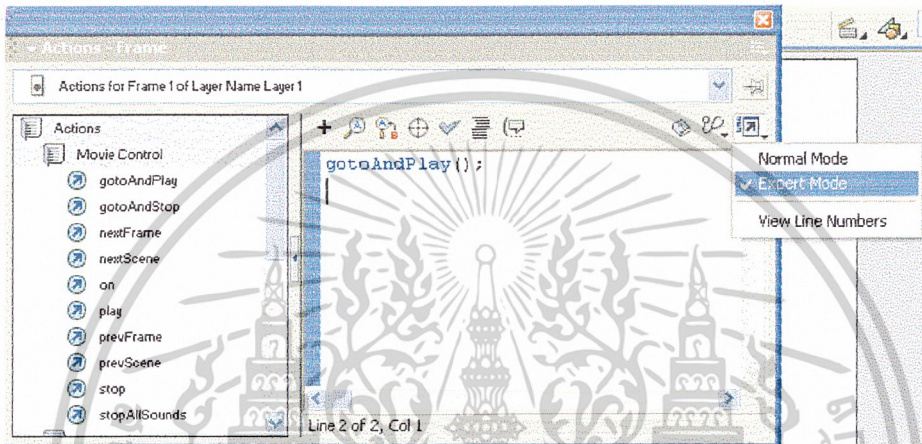 Actions - Frame
Actions for Frame 1 of Layer Name Layer 1
Actions
Movie Control
gotoAndPlay
gotoAndStop
nextFrame
nextScene
on
play
prevFrame
prevScene
stop
stopAllSounds
gotoAndPlay();
Line 2 of 2, Col 1
Normal Mode
Expert Mode
View Line Numbers